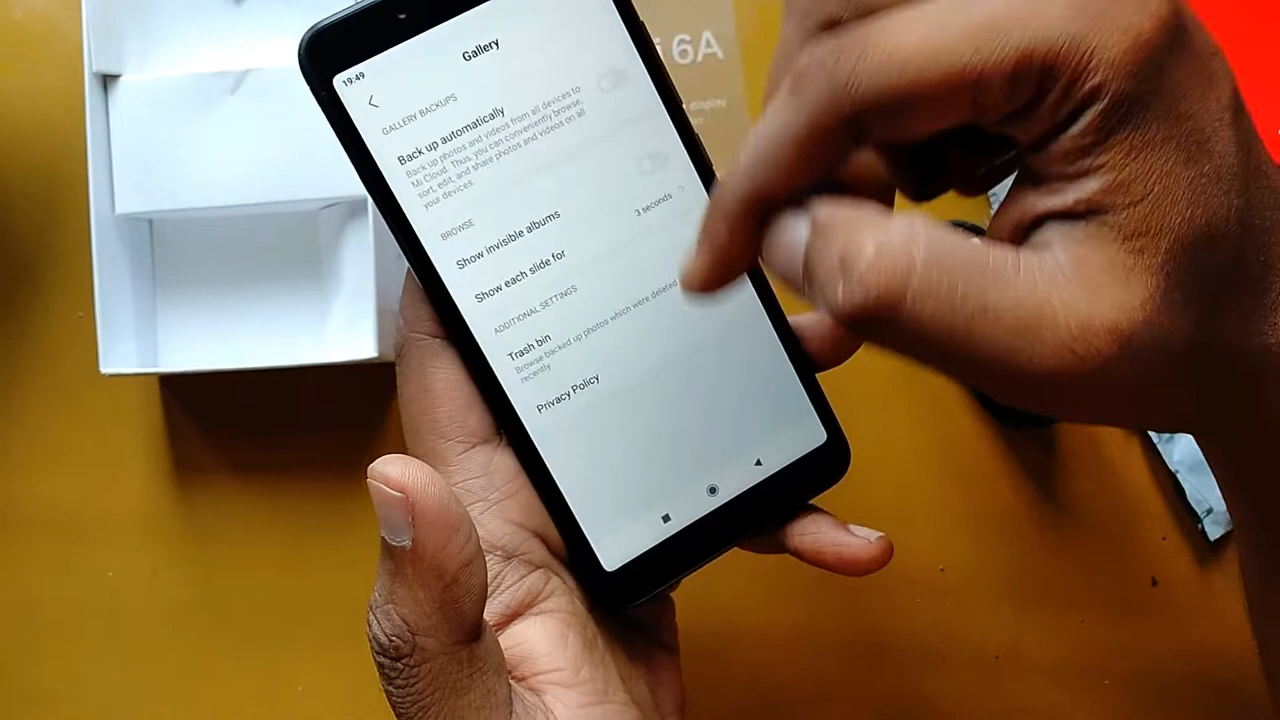 19:49
Gallery
GALLERY BACKUPS
Back up automatically
Back up photos and videos from all devices to
Mi Cloud. Thus, you can conveniently browse,
sort, edit, and share photos and videos on all
your devices.
BROWSE
Show invisible albums
Show each slide for
3 seconds
ADDITIONAL SETTINGS
Trash bin
Browse backed up photos which were deleted
recently
Privacy Policy
i 6A
display